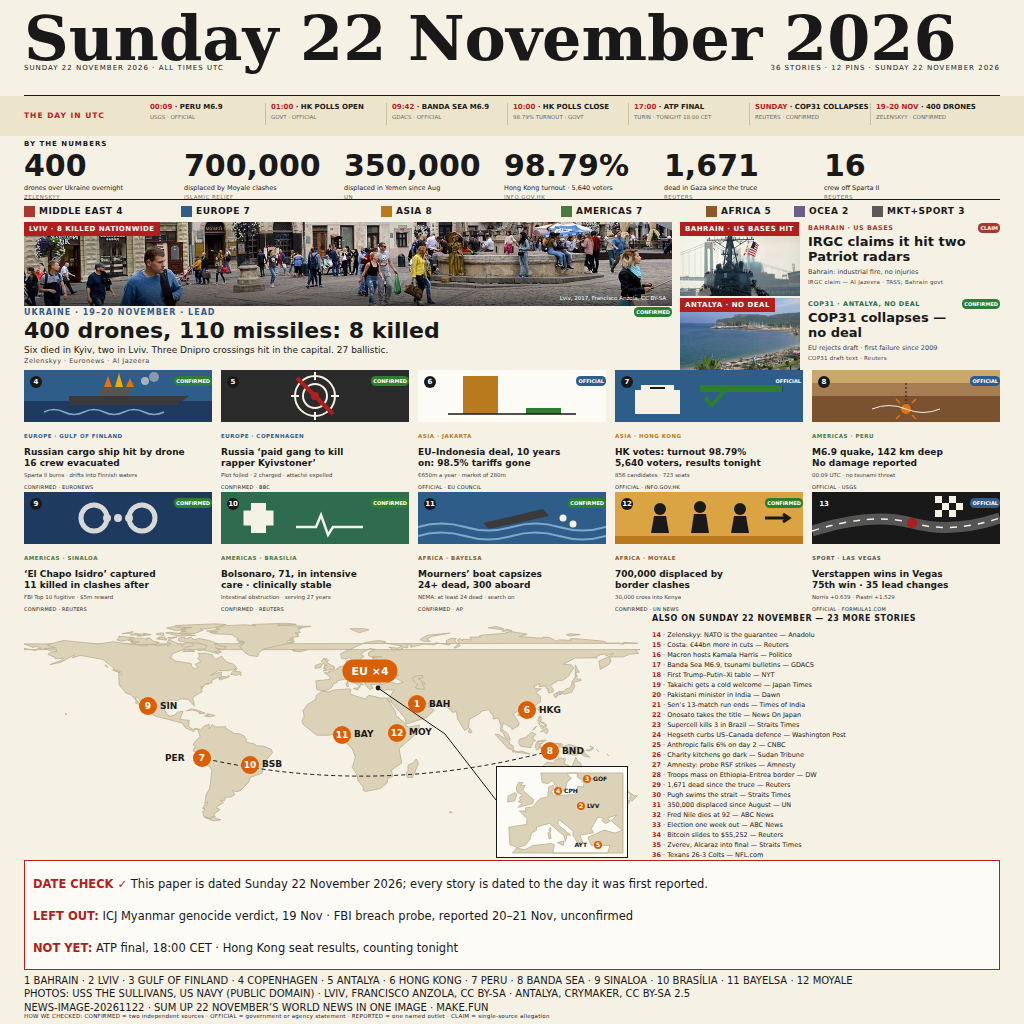 Sunday 22 November 2026
SUNDAY 22 NOVEMBER 2026 · ALL TIMES UTC
36 STORIES · 12 PINS · SUNDAY 22 NOVEMBER 2026
THE DAY IN UTC
00:09 · PERU M6.9
USGS · OFFICIAL
01:00 · HK POLLS OPEN
GOVT · OFFICIAL
09:42 · BANDA SEA M6.9
GDACS · OFFICIAL
10:00 · HK POLLS CLOSE
98.79% TURNOUT · GOVT
17:00 · ATP FINAL
TURIN · TONIGHT 18:00 CET
SUNDAY · COP31 COLLAPSES
REUTERS · CONFIRMED
19–20 NOV · 400 DRONES
ZELENSKYY · CONFIRMED
BY THE NUMBERS
400
drones over Ukraine overnight
ZELENSKYY
700,000
displaced by Moyale clashes
ISLAMIC RELIEF
350,000
displaced in Yemen since Aug
UN
98.79%
Hong Kong turnout · 5,640 voters
INFO.GOV.HK
1,671
dead in Gaza since the truce
REUTERS
16
crew off Sparta II
REUTERS
MIDDLE EAST 4
EUROPE 7
ASIA 8
AMERICAS 7
AFRICA 5
OCEA 2
MKT+SPORT 3
LVIV · 8 KILLED NATIONWIDE
Lviv, 2017, Francisco Anzola, CC BY-SA
UKRAINE · 19–20 NOVEMBER · LEAD
CONFIRMED
400 drones, 110 missiles: 8 killed
Six died in Kyiv, two in Lviv. Three Dnipro crossings hit in the capital. 27 ballistic.
Zelenskyy · Euronews · Al Jazeera
BAHRAIN · US BASES HIT
BAHRAIN · US BASES
CLAIM
IRGC claims it hit two
Patriot radars
Bahrain: industrial fire, no injuries
IRGC claim — Al Jazeera · TASS; Bahrain govt
ANTALYA · NO DEAL
COP31 · ANTALYA, NO DEAL
CONFIRMED
COP31 collapses —
no deal
EU rejects draft · first failure since 2009
COP31 draft text · Reuters
4
CONFIRMED
EUROPE · GULF OF FINLAND
Russian cargo ship hit by drone
16 crew evacuated
Sparta II burns · drifts into Finnish waters
CONFIRMED · EURONEWS
5
CONFIRMED
EUROPE · COPENHAGEN
Russia ‘paid gang to kill
rapper Kyivstoner’
Plot foiled · 2 charged · attaché expelled
CONFIRMED · BBC
6
OFFICIAL
ASIA · JAKARTA
EU–Indonesia deal, 10 years
on: 98.5% tariffs gone
€650m a year · market of 280m
OFFICIAL · EU COUNCIL
7
OFFICIAL
ASIA · HONG KONG
HK votes: turnout 98.79%
5,640 voters, results tonight
856 candidates · 723 seats
OFFICIAL · INFO.GOV.HK
8
OFFICIAL
AMERICAS · PERU
M6.9 quake, 142 km deep
No damage reported
00:09 UTC · no tsunami threat
OFFICIAL · USGS
9
CONFIRMED
AMERICAS · SINALOA
‘El Chapo Isidro’ captured
11 killed in clashes after
FBI Top 10 fugitive · $5m reward
CONFIRMED · REUTERS
10
CONFIRMED
AMERICAS · BRASÍLIA
Bolsonaro, 71, in intensive
care · clinically stable
Intestinal obstruction · serving 27 years
CONFIRMED · REUTERS
11
CONFIRMED
AFRICA · BAYELSA
Mourners’ boat capsizes
24+ dead, 300 aboard
NEMA: at least 24 dead · search on
CONFIRMED · AP
12
CONFIRMED
AFRICA · MOYALE
700,000 displaced by
border clashes
30,000 cross into Kenya
CONFIRMED · UN NEWS
13
OFFICIAL
SPORT · LAS VEGAS
Verstappen wins in Vegas
75th win · 35 lead changes
Norris +0.639 · Piastri +1.529
OFFICIAL · FORMULA1.COM
EU ×4
9 SIN
1 BAH
6 HKG
11 BAY
12 MOY
PER 7
10 BSB
8 BND
3 GOF
4 CPH
2 LVV
AYT 5
ALSO ON SUNDAY 22 NOVEMBER — 23 MORE STORIES
14 · Zelenskyy: NATO is the guarantee — Anadolu
15 · Costa: €44bn more in cuts — Reuters
16 · Macron hosts Kamala Harris — Politico
17 · Banda Sea M6.9, tsunami bulletins — GDACS
18 · First Trump–Putin–Xi table — NYT
19 · Takaichi gets a cold welcome — Japan Times
20 · Pakistani minister in India — Dawn
21 · Sen’s 13-match run ends — Times of India
22 · Onosato takes the title — News On Japan
23 · Supercell kills 3 in Brazil — Straits Times
24 · Hegseth curbs US–Canada defence — Washington Post
25 · Anthropic falls 6% on day 2 — CNBC
26 · Charity kitchens go dark — Sudan Tribune
27 · Amnesty: probe RSF strikes — Amnesty
28 · Troops mass on Ethiopia–Eritrea border — DW
29 · 1,671 dead since the truce — Reuters
30 · Pugh swims the strait — Straits Times
31 · 350,000 displaced since August — UN
32 · Fred Nile dies at 92 — ABC News
33 · Election one week out — ABC News
34 · Bitcoin slides to $55,252 — Reuters
35 · Zverev, Alcaraz into final — Straits Times
36 · Texans 26-3 Colts — NFL.com
DATE CHECK ✓ This paper is dated Sunday 22 November 2026; every story is dated to the day it was first reported.
LEFT OUT: ICJ Myanmar genocide verdict, 19 Nov · FBI breach probe, reported 20–21 Nov, unconfirmed
NOT YET: ATP final, 18:00 CET · Hong Kong seat results, counting tonight
1 BAHRAIN · 2 LVIV · 3 GULF OF FINLAND · 4 COPENHAGEN · 5 ANTALYA · 6 HONG KONG · 7 PERU · 8 BANDA SEA · 9 SINALOA · 10 BRASÍLIA · 11 BAYELSA · 12 MOYALE
PHOTOS: USS THE SULLIVANS, US NAVY (PUBLIC DOMAIN) · LVIV, FRANCISCO ANZOLA, CC BY-SA · ANTALYA, CRYMAKER, CC BY-SA 2.5
NEWS-IMAGE-20261122 · SUM UP 22 NOVEMBER’S WORLD NEWS IN ONE IMAGE · MAKE.FUN
HOW WE CHECKED: CONFIRMED = two independent sources · OFFICIAL = government or agency statement · REPORTED = one named outlet · CLAIM = single-source allegation